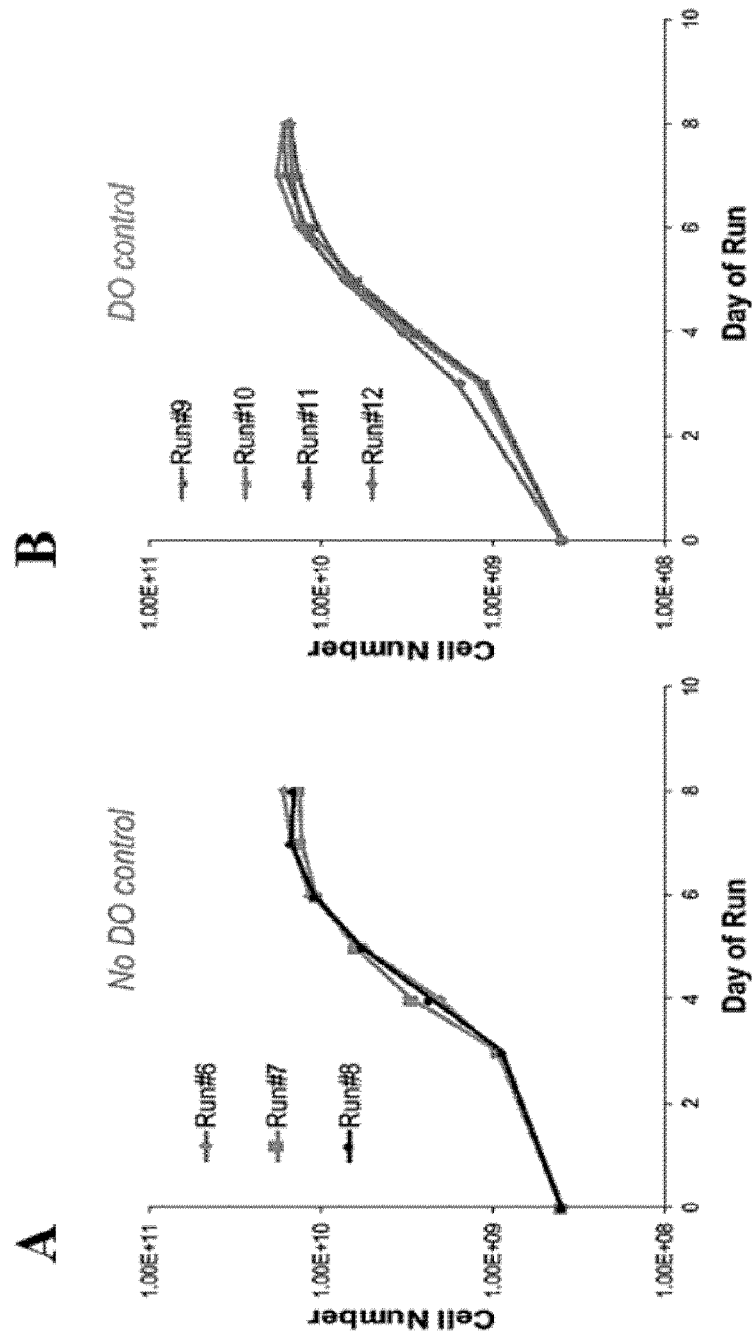 A
No DO control
Run#6
Run#7
Run#8
Cell Number
1.00E+11
1.00E+10
1.00E+09
1.00E+08
0
2
4
6
8
10
Day of Run
B
DO control
Run#9
Run#10
Run#11
Run#12
Cell Number
1.00E+11
1.00E+10
1.00E+09
1.00E+08
0
2
4
6
8
10
Day of Run